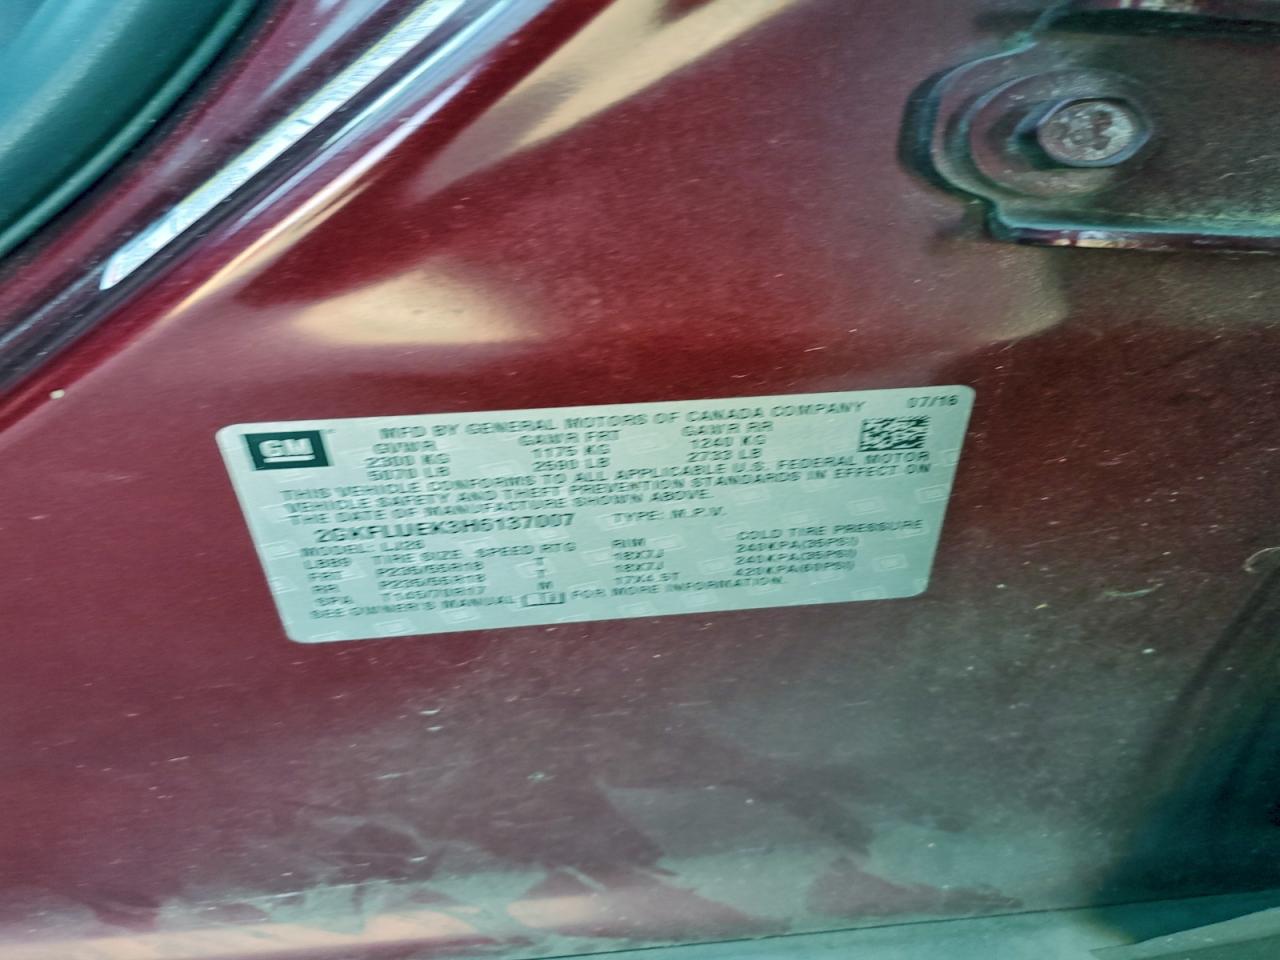 GM
MFD BY GENERAL MOTORS OF CANADA COMPANY 07/16
GVWR GAWR FRT GAWR RR
2300 KG 1175 KG 1240 KG
5070 LB 2590 LB 2733 LB
THIS VEHICLE CONFORMS TO ALL APPLICABLE U.S. FEDERAL MOTOR
VEHICLE SAFETY AND THEFT PREVENTION STANDARDS IN EFFECT ON
THE DATE OF MANUFACTURE SHOWN ABOVE.
2GKFLUEK3H6137007 TYPE: M.P.V.
MODEL: LJ26
L889 TIRE SIZE SPEED RTG RIM COLD TIRE PRESSURE
FRT P235/55R18 T 18X7J 240KPA(35PSI)
RR P235/55R18 T 18X7J 240KPA(35PSI)
SPA T145/70R17 M 17X4.5T 420KPA(60PSI)
SEE OWNER'S MANUAL FOR MORE INFORMATION.